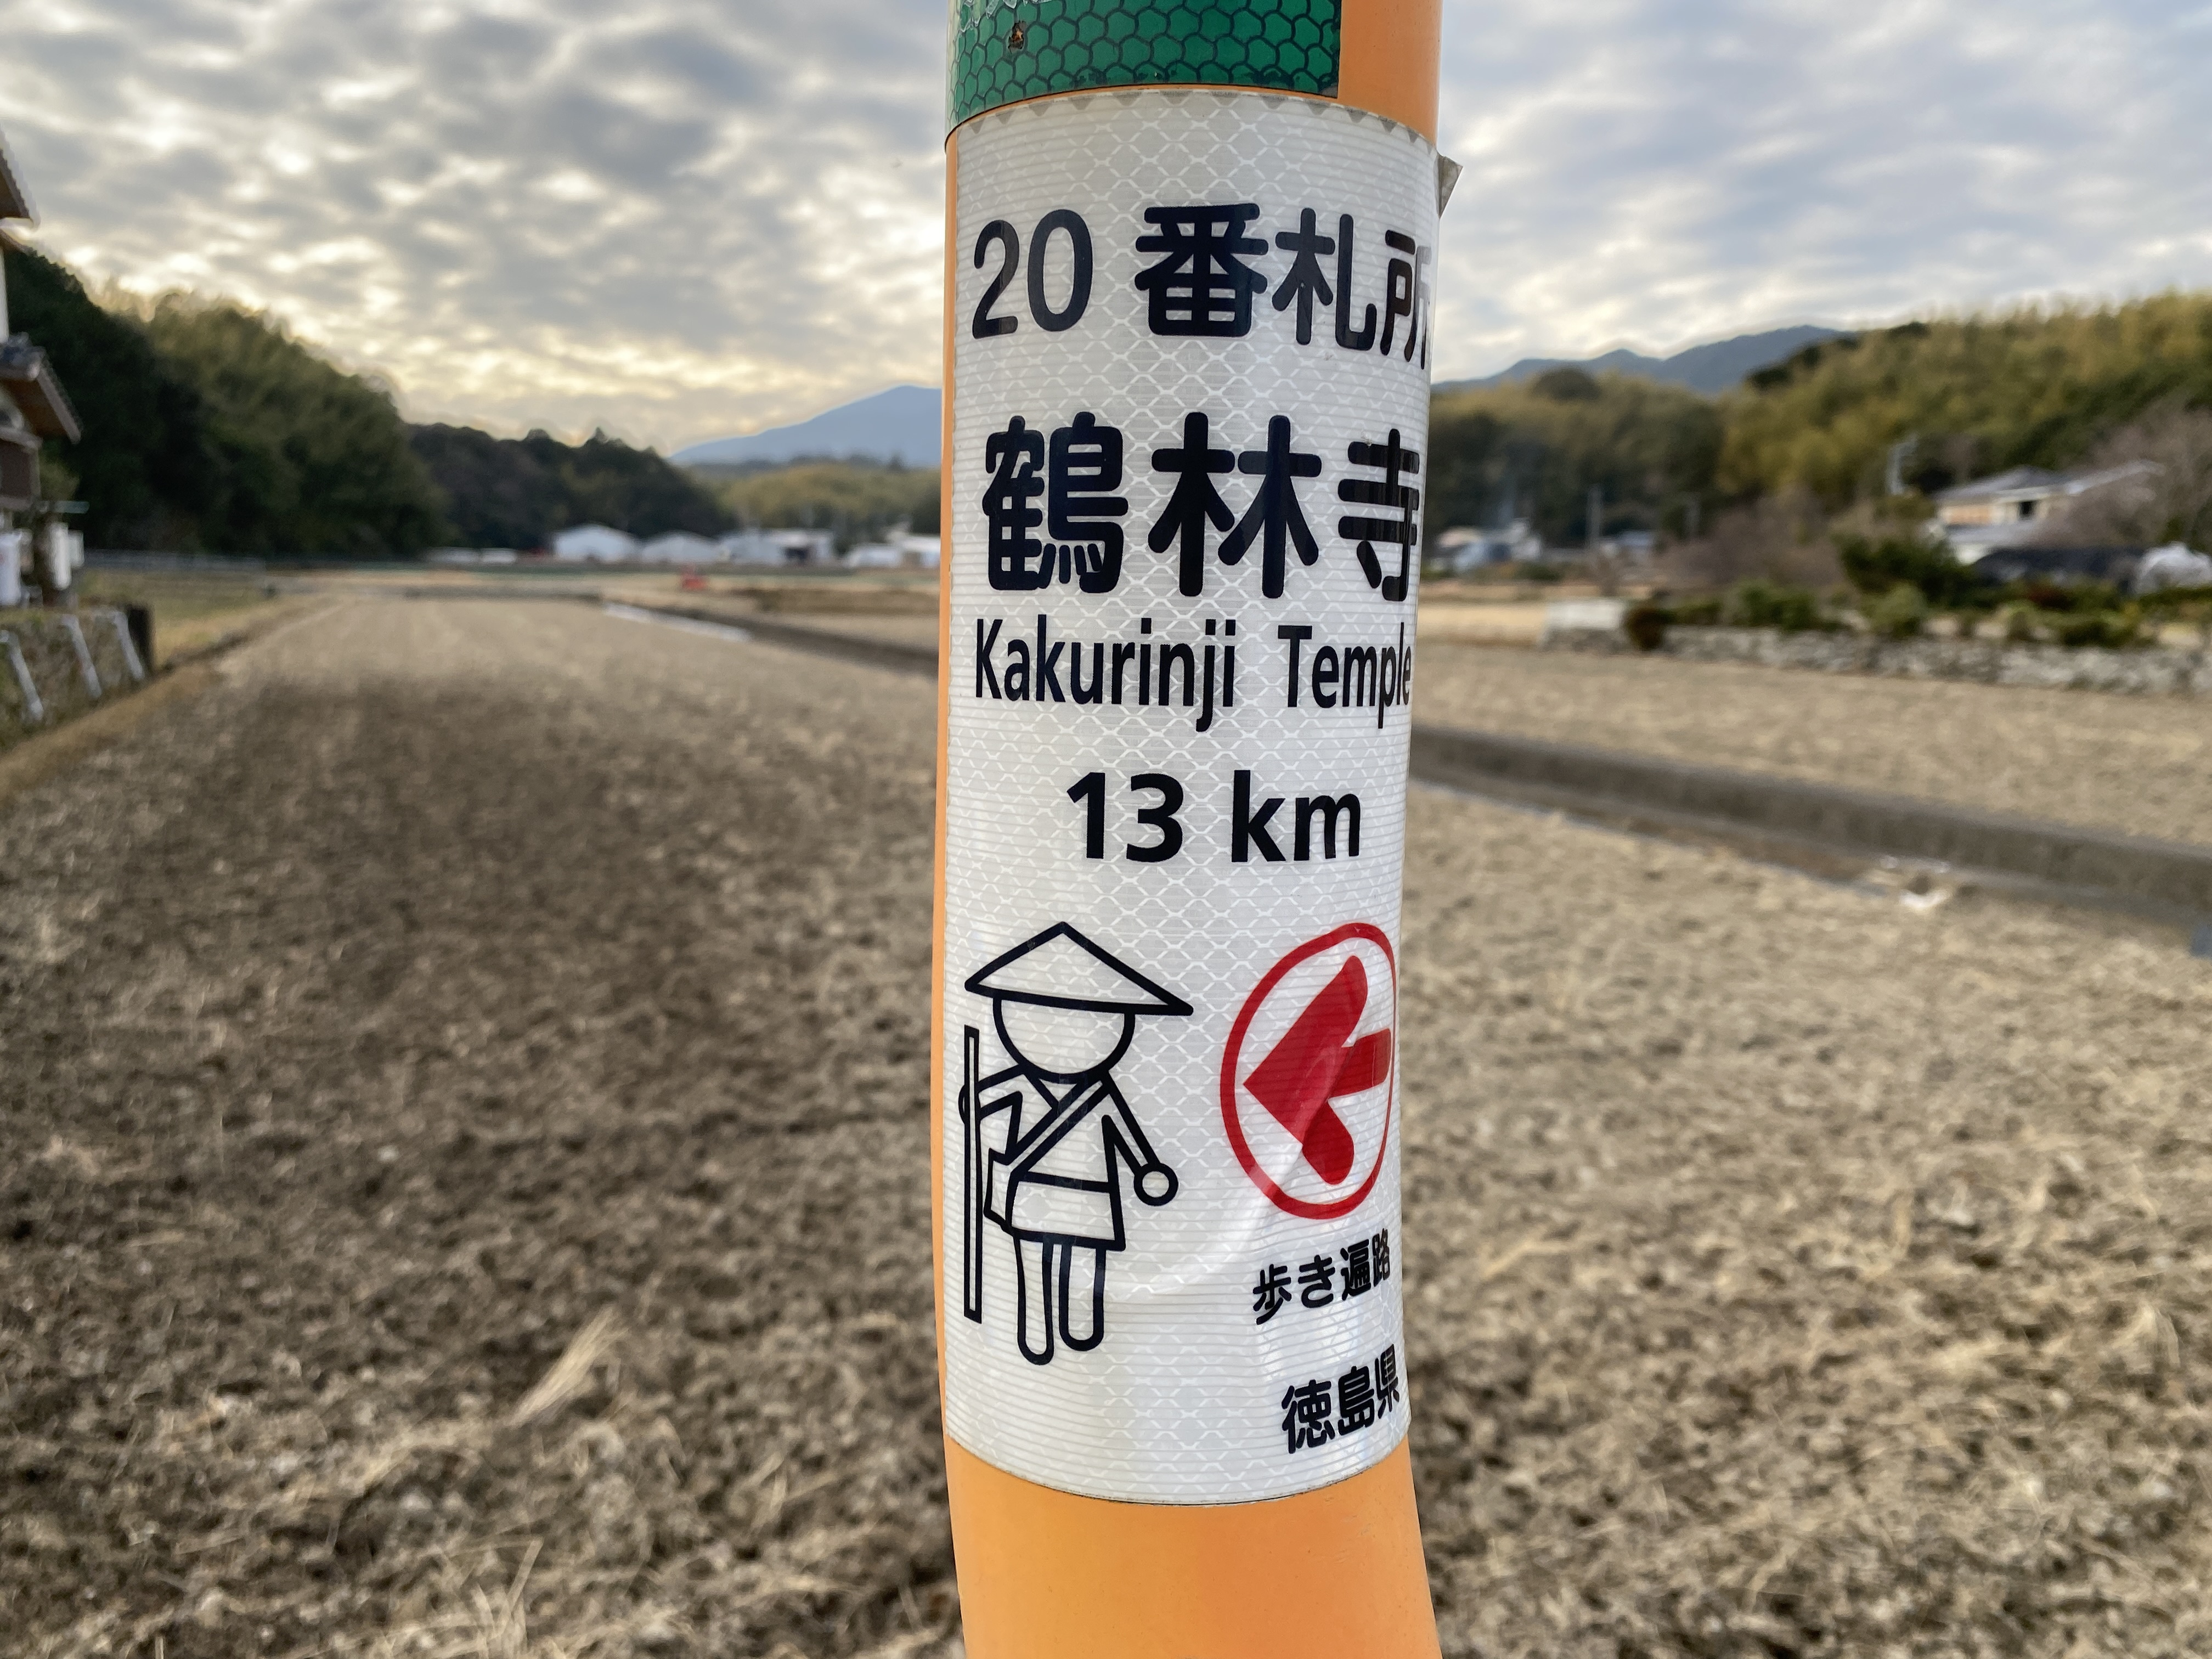 20 番札所
鶴林寺
Kakurinji Temple
13 km
歩き遍路
徳島県